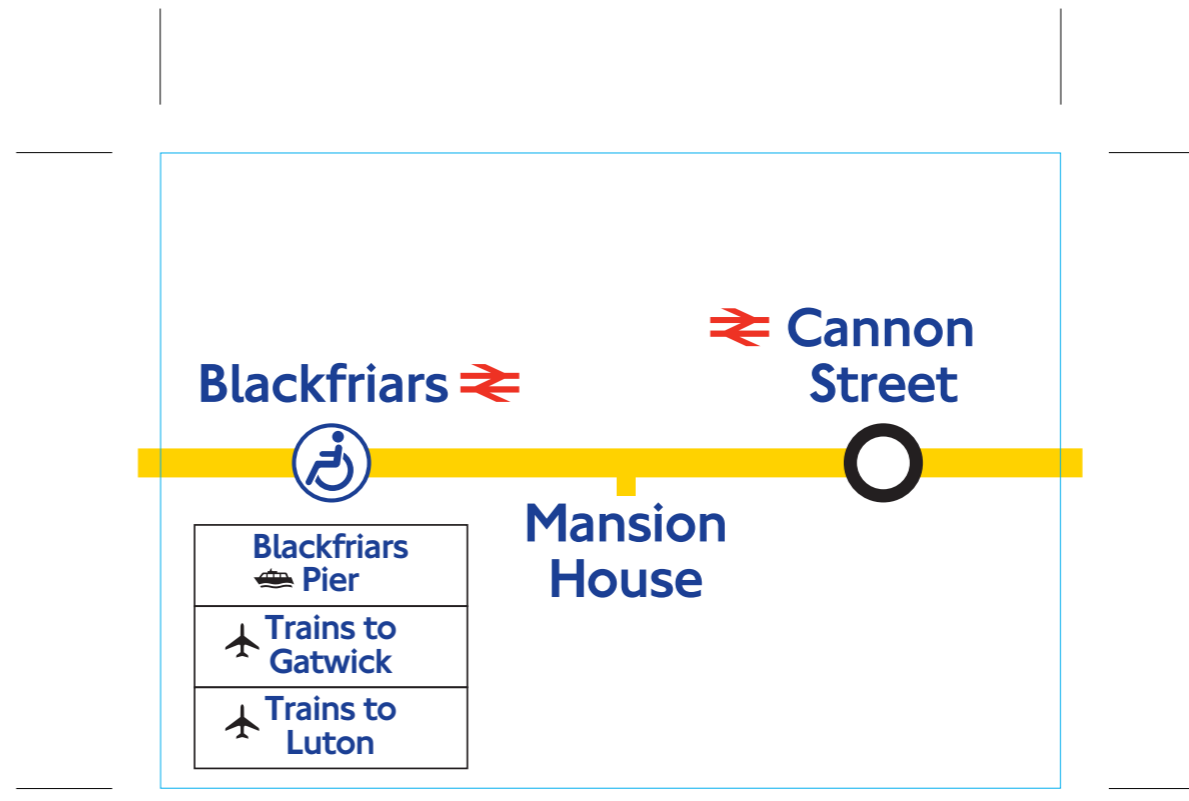 Cannon
Street
Blackfriars
Mansion
House
Blackfriars
Pier
Trains to
Gatwick
Trains to
Luton